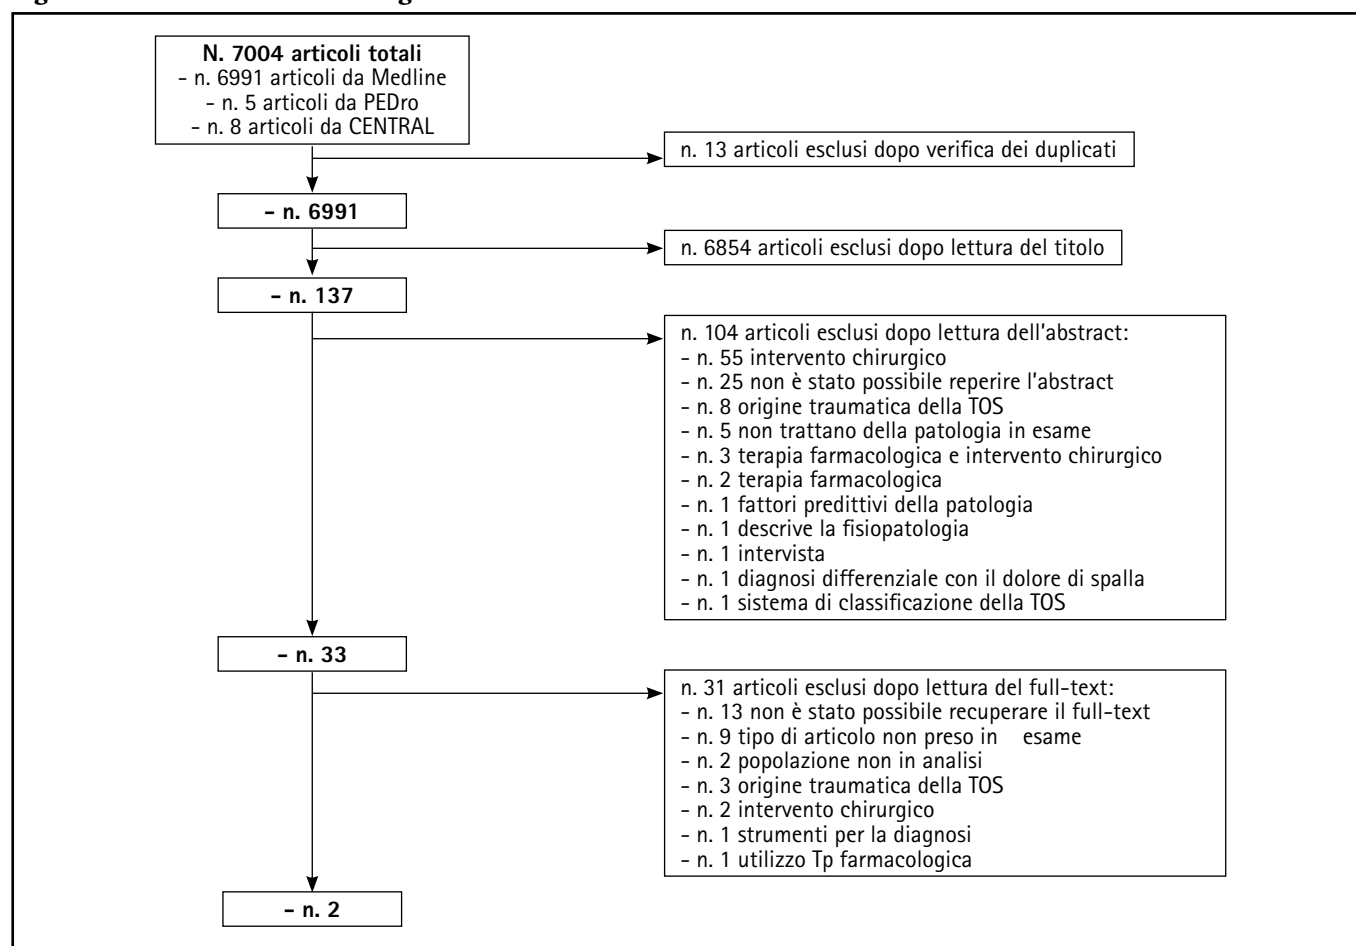 N. 7004 articoli totali
- n. 6991 articoli da Medline
- n. 5 articoli da PEDro
- n. 8 articoli da CENTRAL
n. 13 articoli esclusi dopo verifica dei duplicati
- n. 6991
n. 6854 articoli esclusi dopo lettura del titolo
- n. 137
n. 104 articoli esclusi dopo lettura dell'abstract:
- n. 55 intervento chirurgico
- n. 25 non è stato possibile reperire l'abstract
- n. 8 origine traumatica della TOS
- n. 5 non trattano della patologia in esame
- n. 3 terapia farmacologica e intervento chirurgico
- n. 2 terapia farmacologica
- n. 1 fattori predittivi della patologia
- n. 1 descrive la fisiopatologia
- n. 1 intervista
- n. 1 diagnosi differenziale con il dolore di spalla
- n. 1 sistema di classificazione della TOS
- n. 33
n. 31 articoli esclusi dopo lettura del full-text:
- n. 13 non è stato possibile recuperare il full-text
- n. 9 tipo di articolo non preso in esame
- n. 2 popolazione non in analisi
- n. 3 origine traumatica della TOS
- n. 2 intervento chirurgico
- n. 1 strumenti per la diagnosi
- n. 1 utilizzo Tp farmacologica
- n. 2